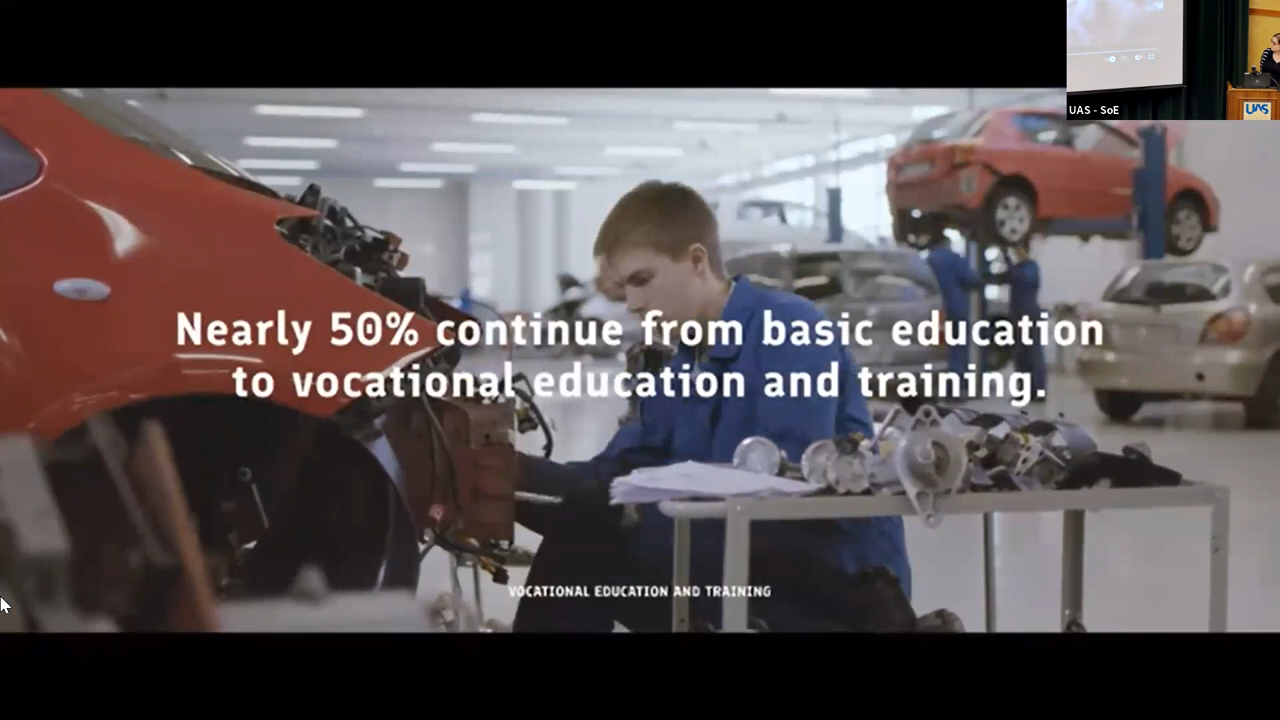 UAS - SoE
UAS
Nearly 50% continue from basic education
to vocational education and training.
VOCATIONAL EDUCATION AND TRAINING